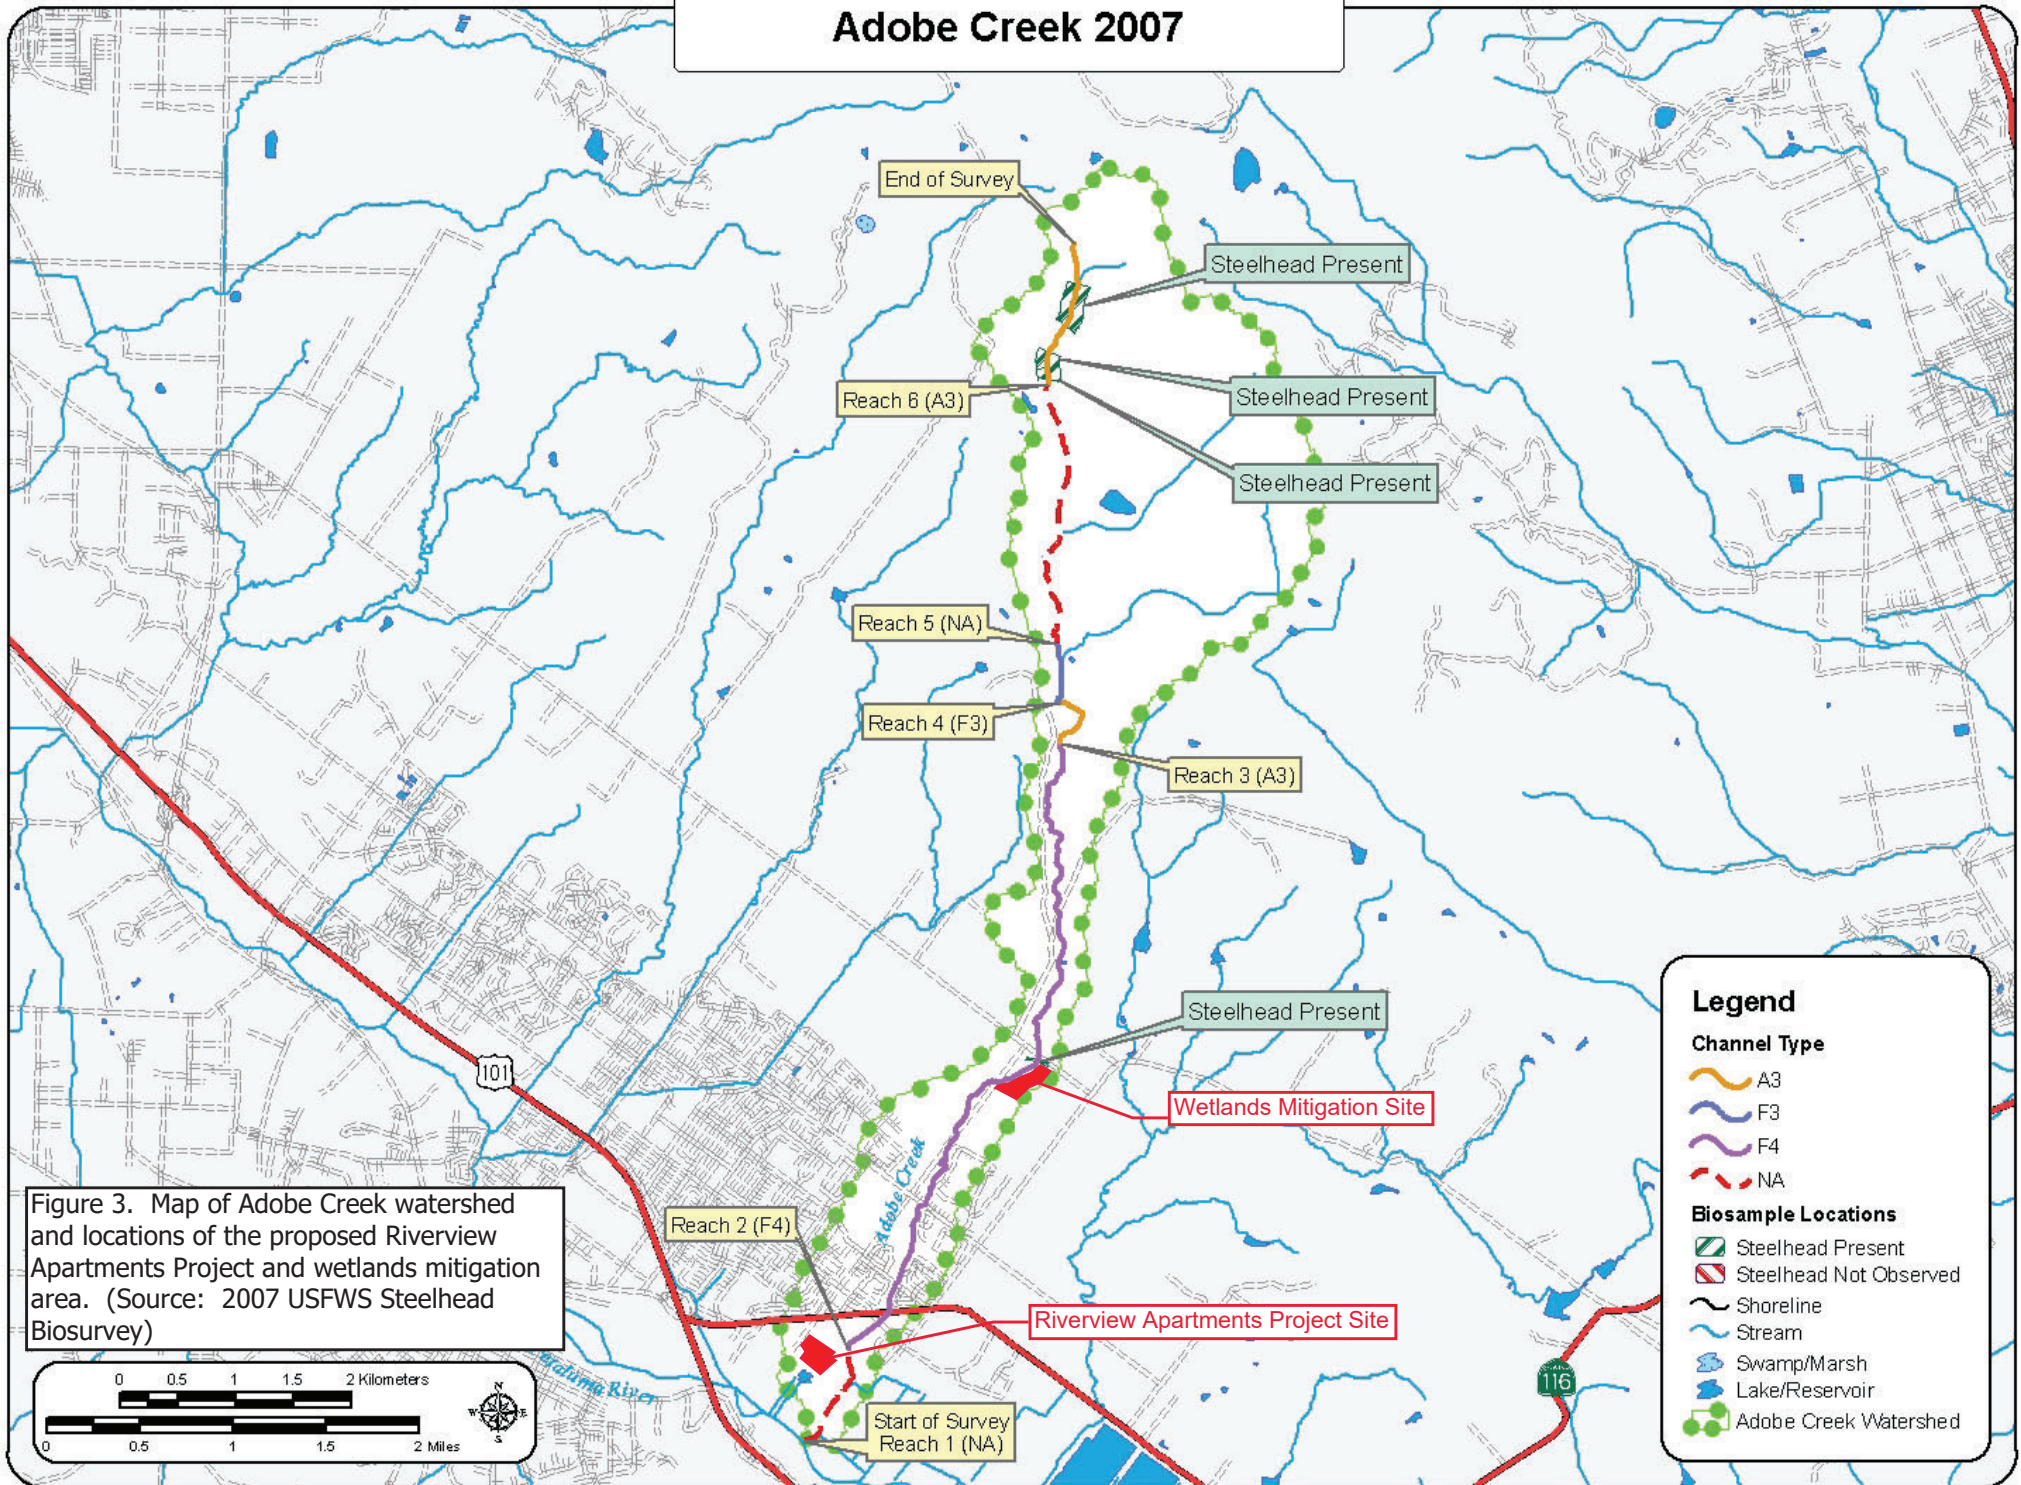 Adobe Creek 2007
End of Survey
Steelhead Present
Reach 6 (A3)
Steelhead Present
Steelhead Present
Reach 5 (NA)
Reach 4 (F3)
Reach 3 (A3)
Steelhead Present
101
Wetlands Mitigation Site
Adobe Creek
Reach 2 (F4)
Riverview Apartments Project Site
Start of Survey
Reach 1 (NA)
116
Petaluma River
Figure 3. Map of Adobe Creek watershed
and locations of the proposed Riverview
Apartments Project and wetlands mitigation
area. (Source: 2007 USFWS Steelhead
Biosurvey)
0 0.5 1 1.5 2 Kilometers
0 0.5 1 1.5 2 Miles
N
W E
S
Legend
Channel Type
A3
F3
F4
NA
Biosample Locations
Steelhead Present
Steelhead Not Observed
Shoreline
Stream
Swamp/Marsh
Lake/Reservoir
Adobe Creek Watershed